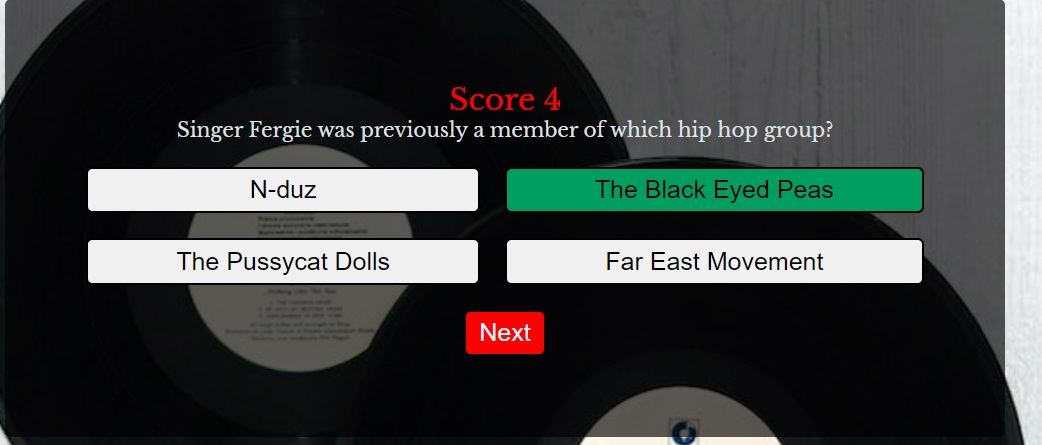 Score 4
Singer Fergie was previously a member of which hip hop group?
N-duz
The Black Eyed Peas
The Pussycat Dolls
Far East Movement
Next